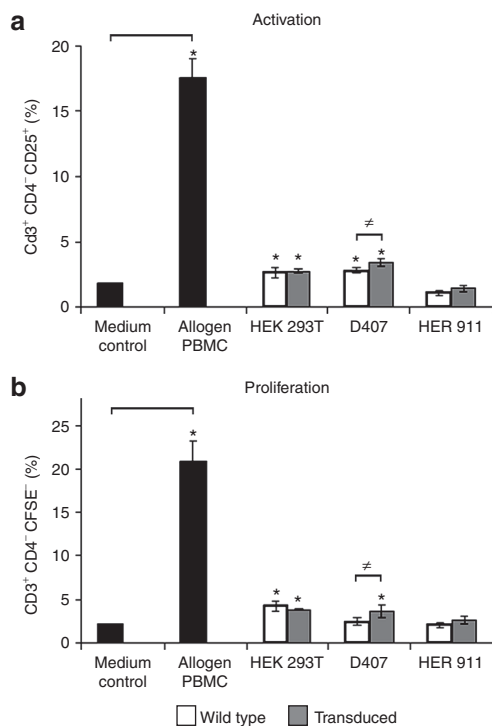 a
Activation
Cd3⁺ CD4⁻CD25⁺ (%)
20
15
10
5
0
*
* *
≠
* *
Medium control
Allogen PBMC
HEK 293T
D407
HER 911
b
Proliferation
CD3⁺ CD4⁻ CFSE⁻ (%)
25
20
15
10
5
0
*
* *
≠
*
Medium control
Allogen PBMC
HEK 293T
D407
HER 911
Wild type
Transduced